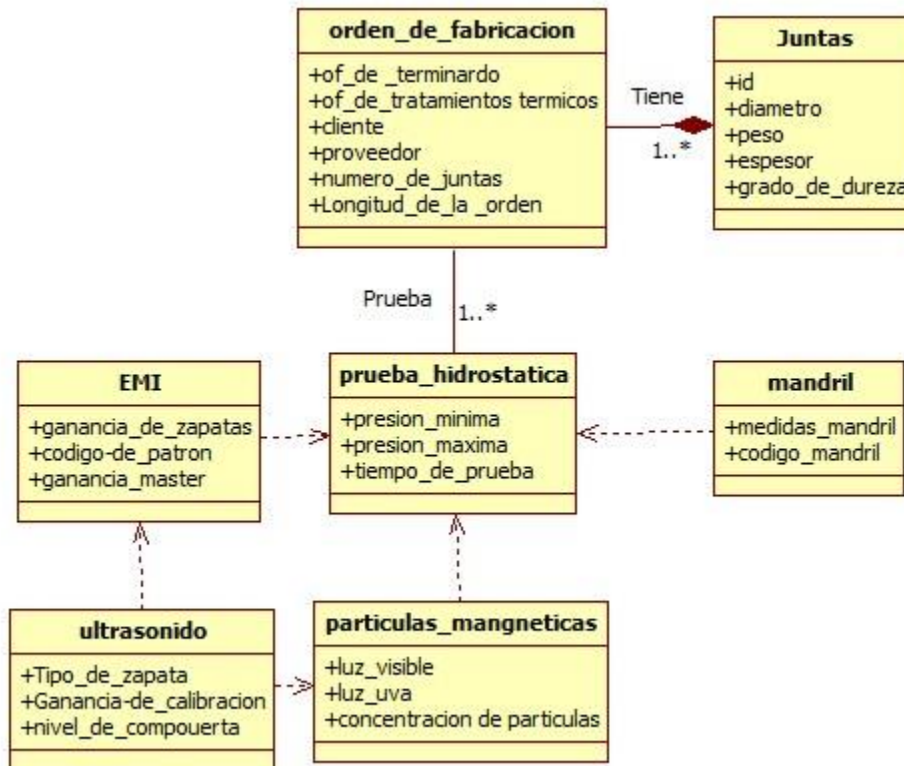 orden_de_fabricacion
+of_de _terminardo
+of_de_tratamientos termicos
+cliente
+proveedor
+numero_de_juntas
+Longitud_de_la _orden
Tiene
1..*
Juntas
+id
+diametro
+peso
+espesor
+grado_de_dureza
Prueba
1..*
EMI
+ganancia_de_zapatas
+codigo-de_patron
+ganancia_master
prueba_hidrostatica
+presion_minima
+presion_maxima
+tiempo_de_prueba
mandril
+medidas_mandril
+codigo_mandril
ultrasonido
+Tipo_de_zapata
+Ganancia-de_calibracion
+nivel_de_compouerta
particulas_mangneticas
+luz_visible
+luz_uva
+concentracion de particulas